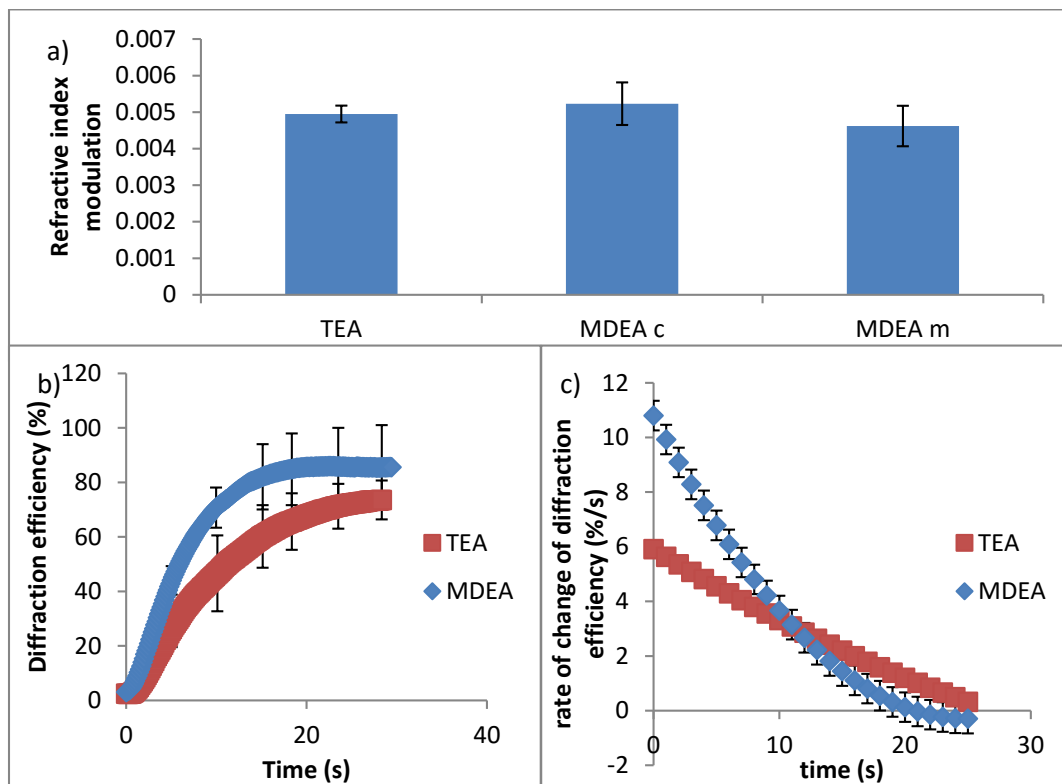 a)
Refractive index
modulation
0.007
0.006
0.005
0.004
0.003
0.002
0.001
0
TEA
MDEA c
MDEA m
b)
Diffraction efficiency (%)
120
100
80
60
40
20
0
0
20
40
Time (s)
TEA
MDEA
c)
rate of change of diffraction
efficiency (%/s)
12
10
8
6
4
2
0
-2
0
10
20
30
time (s)
TEA
MDEA